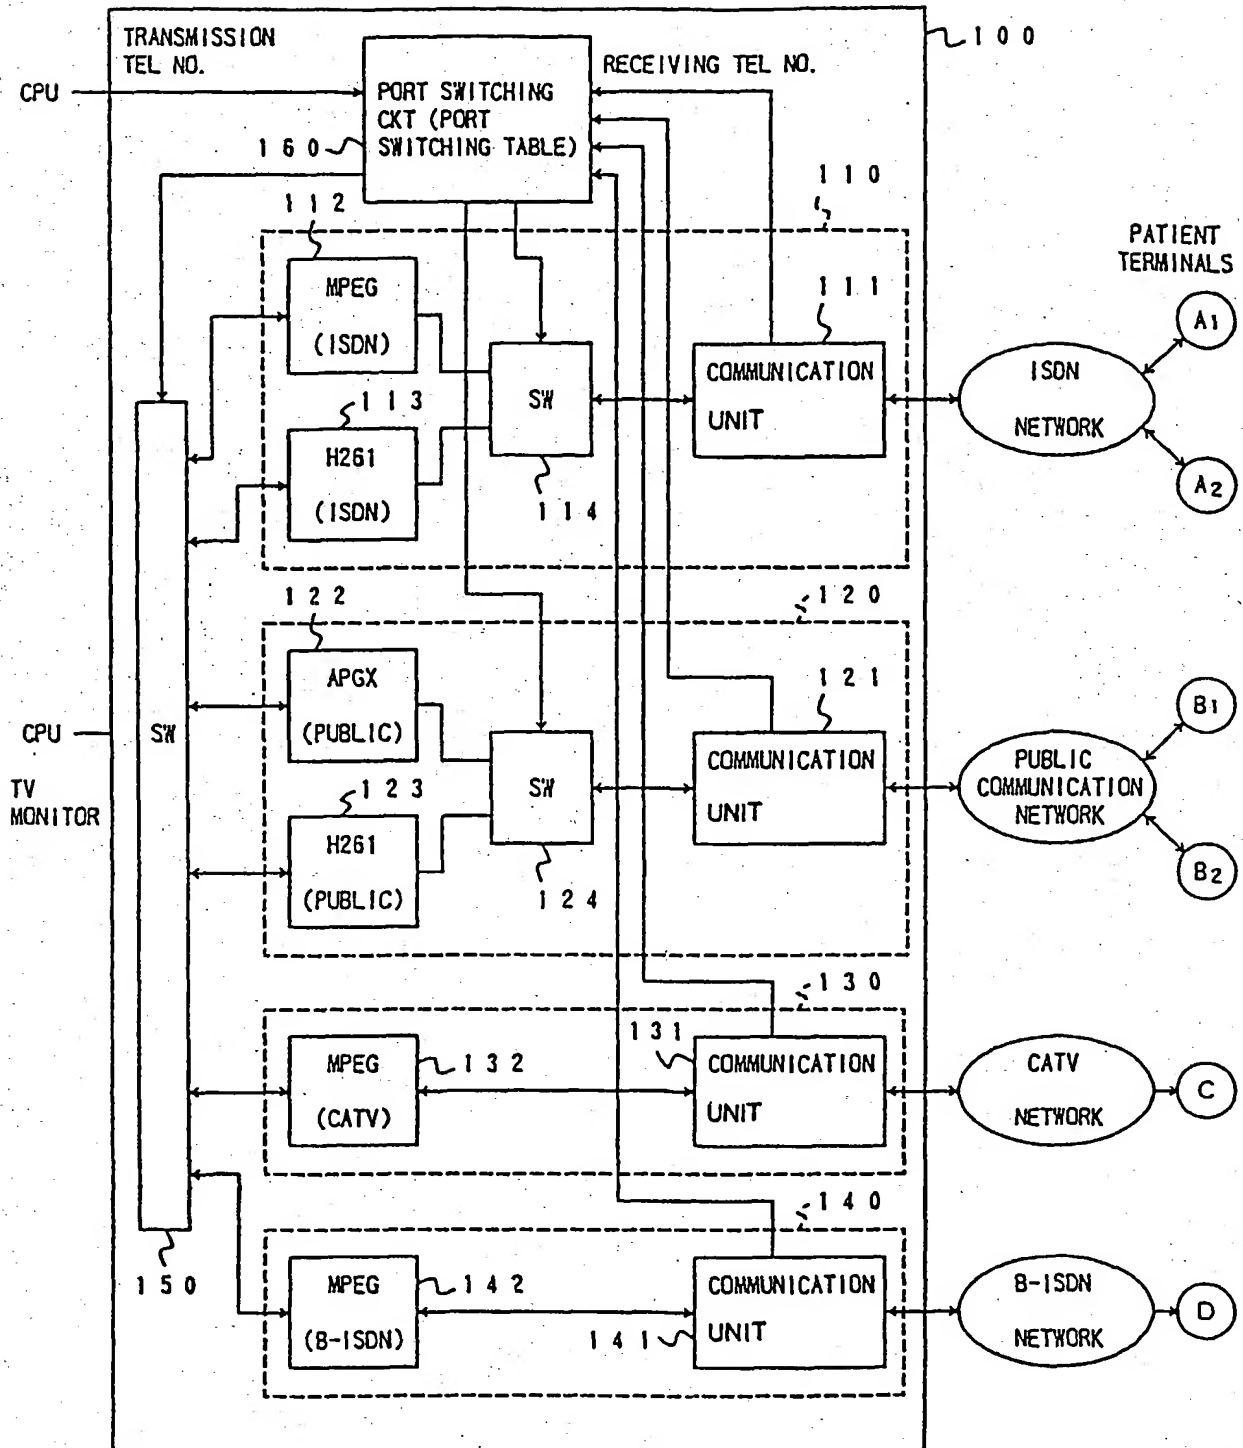 TRANSMISSION
TEL NO.
CPU
PORT SWITCHING
CKT (PORT
SWITCHING TABLE)
160
RECEIVING TEL NO.
100
110
112
MPEG
(ISDN)
113
H261
(ISDN)
SW
114
111
COMMUNICATION
UNIT
ISDN
NETWORK
PATIENT
TERMINALS
A1
A2
120
122
APGX
(PUBLIC)
123
H261
(PUBLIC)
SW
124
121
COMMUNICATION
UNIT
PUBLIC
COMMUNICATION
NETWORK
B1
B2
CPU
TV
MONITOR
SW
150
130
MPEG
(CATV)
132
131
COMMUNICATION
UNIT
CATV
NETWORK
C
140
MPEG
(B-ISDN)
142
141
COMMUNICATION
UNIT
B-ISDN
NETWORK
D